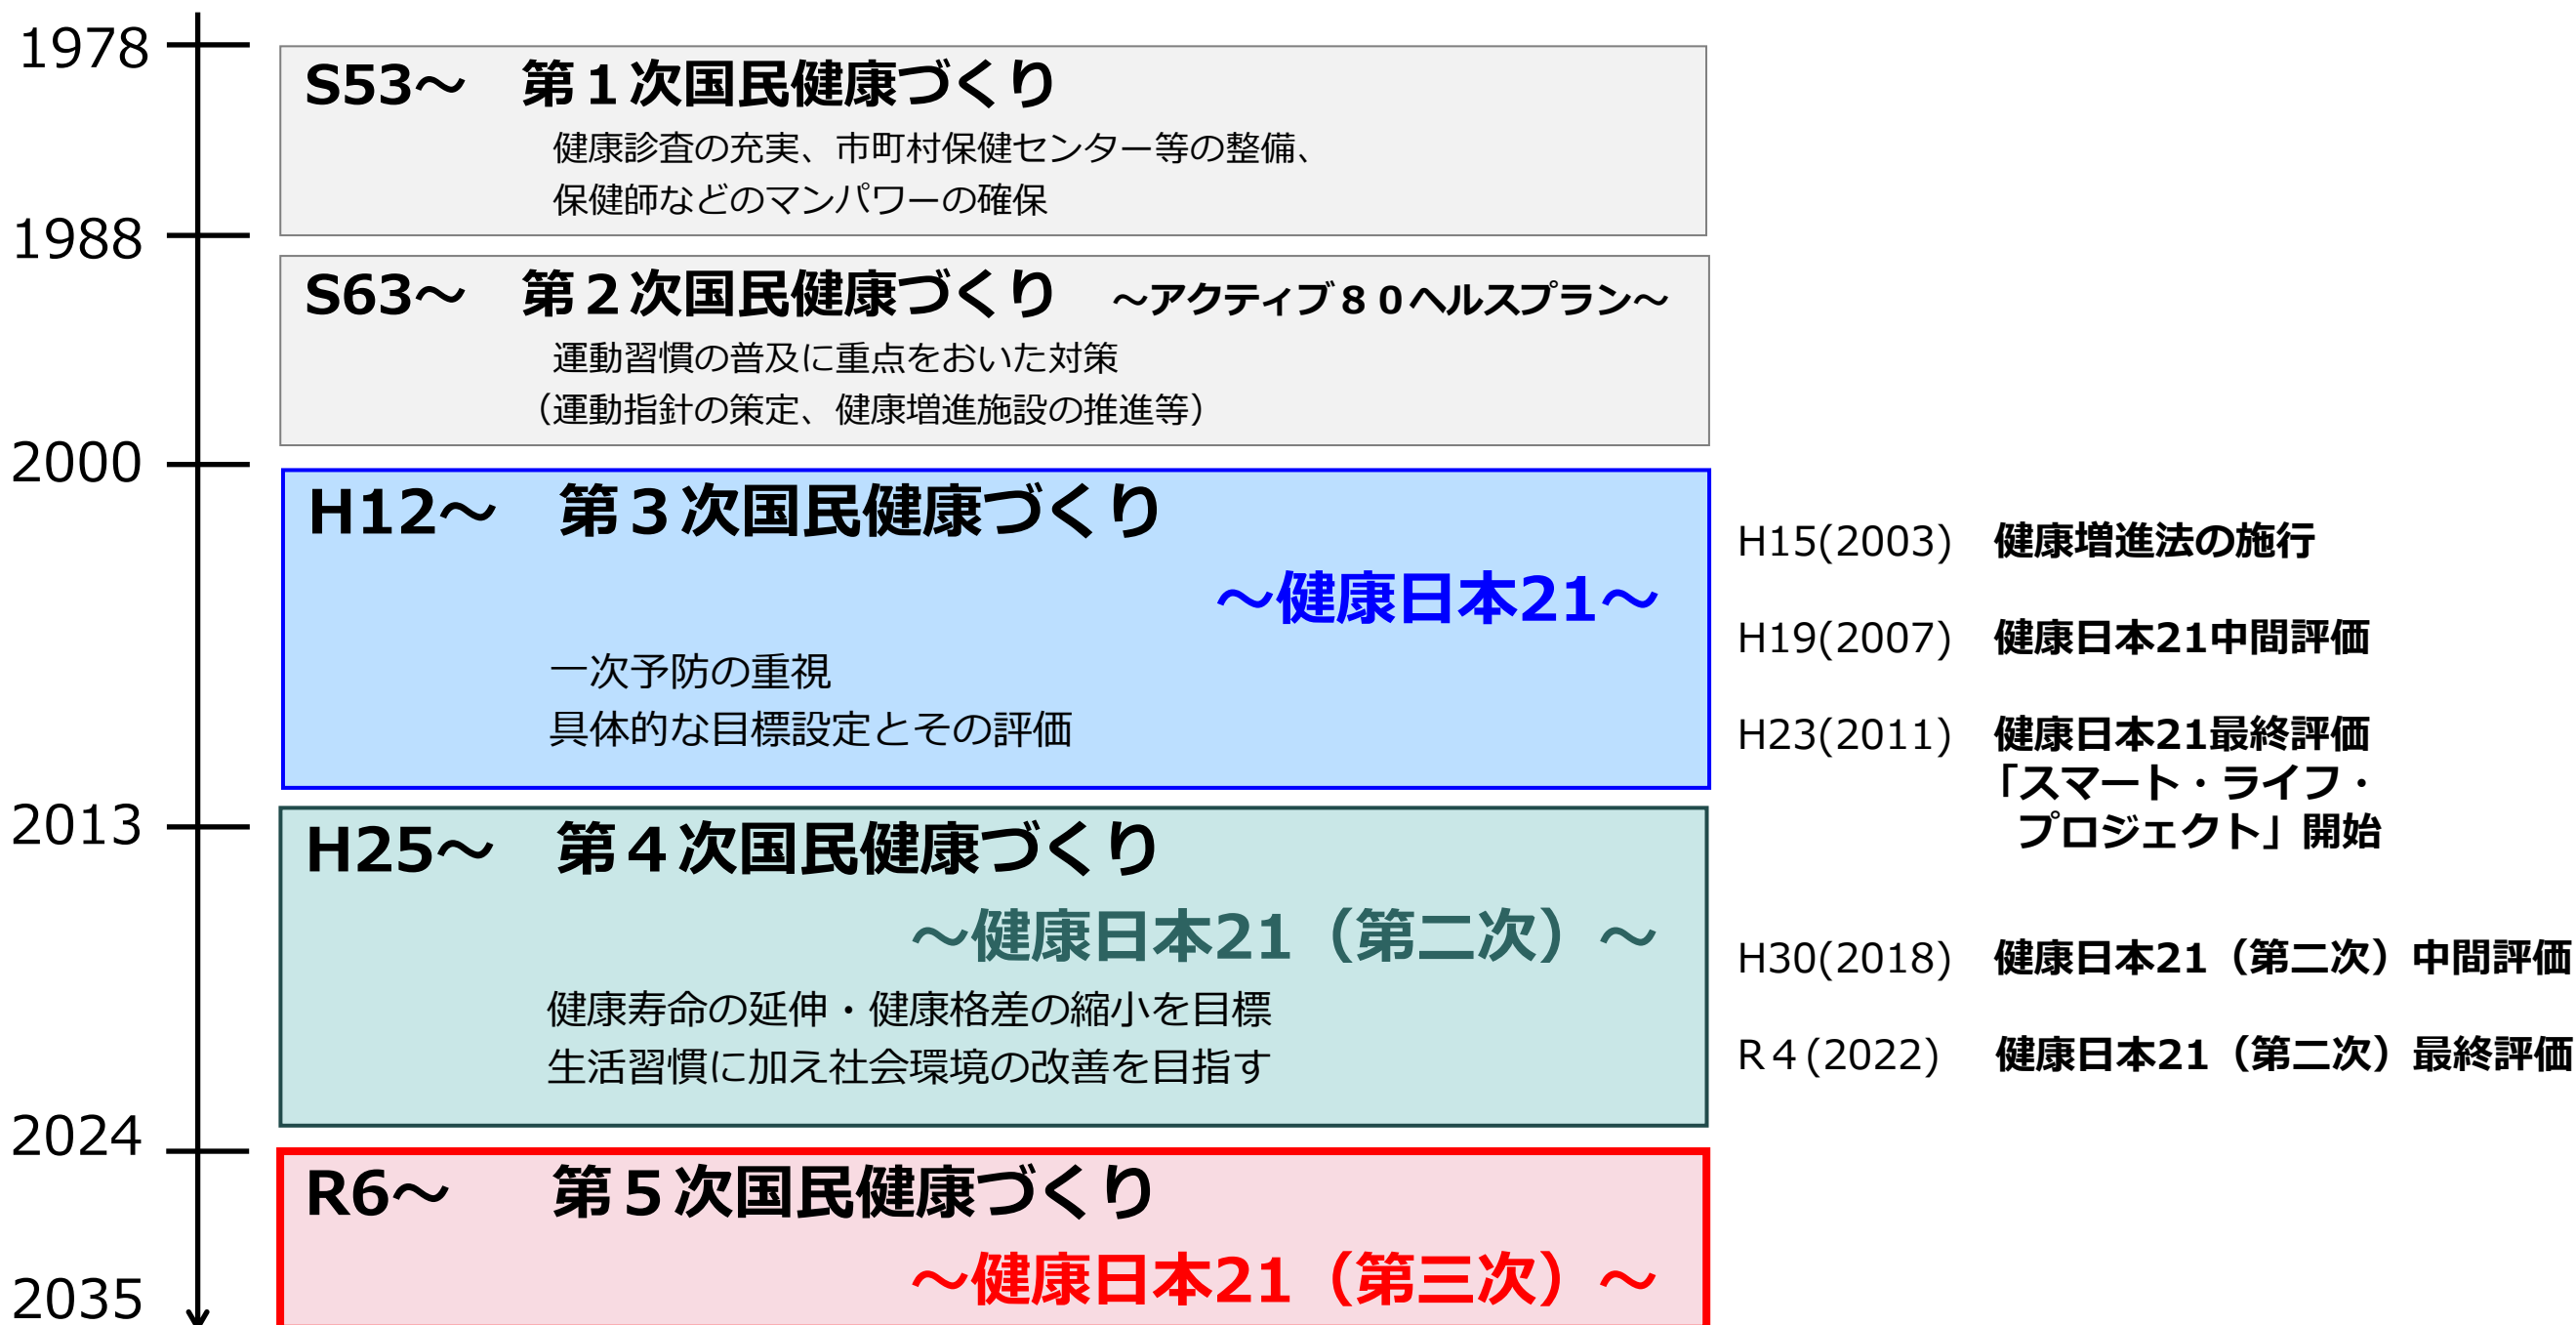 1978
S53～　第１次国民健康づくり
健康診査の充実、市町村保健センター等の整備、
保健師などのマンパワーの確保
1988
S63～　第２次国民健康づくり　～アクティブ８０ヘルスプラン～
運動習慣の普及に重点をおいた対策
（運動指針の策定、健康増進施設の推進等）
2000
H12～　第３次国民健康づくり
～健康日本21～
一次予防の重視
具体的な目標設定とその評価
H15(2003)　健康増進法の施行
H19(2007)　健康日本21中間評価
H23(2011)　健康日本21最終評価
「スマート・ライフ・
プロジェクト」開始
2013
H25～　第４次国民健康づくり
～健康日本21（第二次）～
健康寿命の延伸・健康格差の縮小を目標
生活習慣に加え社会環境の改善を目指す
H30(2018)　健康日本21（第二次）中間評価
R４(2022)　健康日本21（第二次）最終評価
2024
R6～　第５次国民健康づくり
～健康日本21（第三次）～
2035